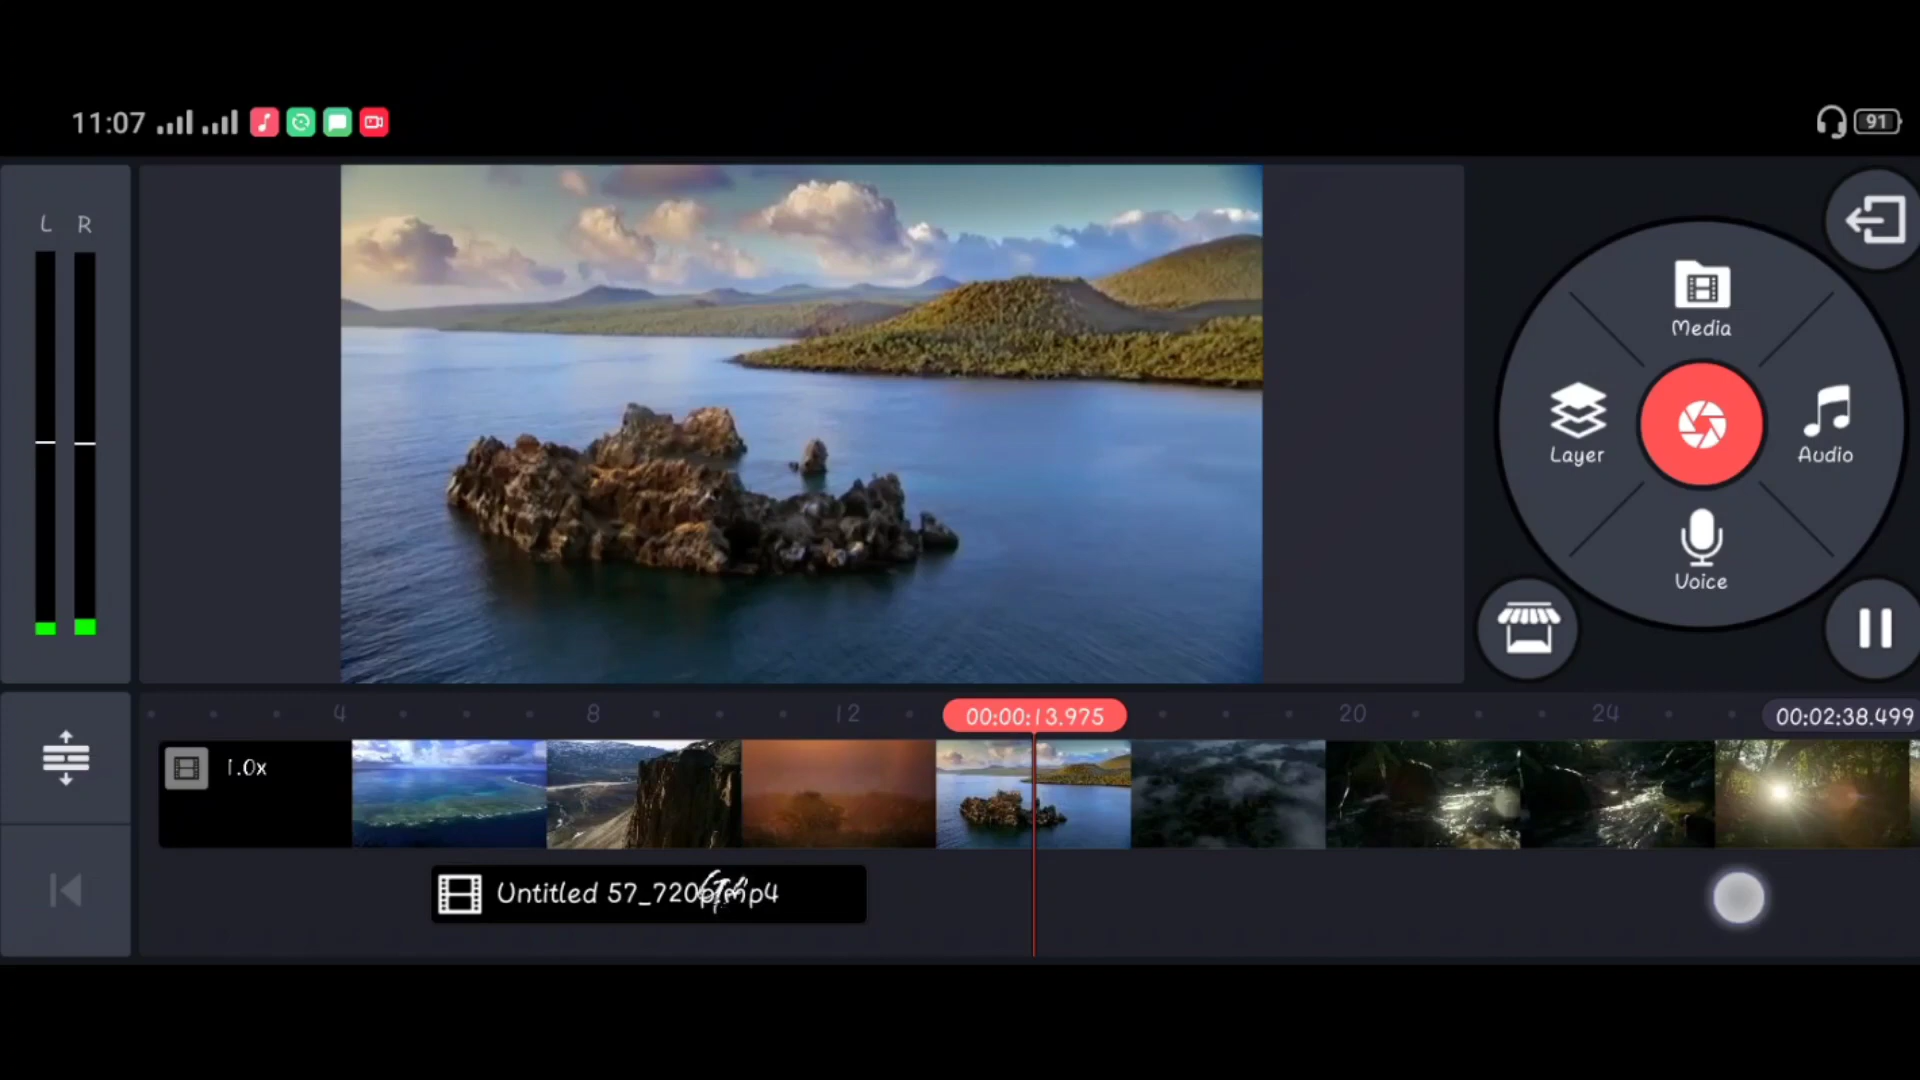 11:07
91
L R
Media
Layer
Audio
Voice
4 8 12 00:00:13.975 20 24 00:02:38.499
1.0x
Untitled 57_720p.mp4